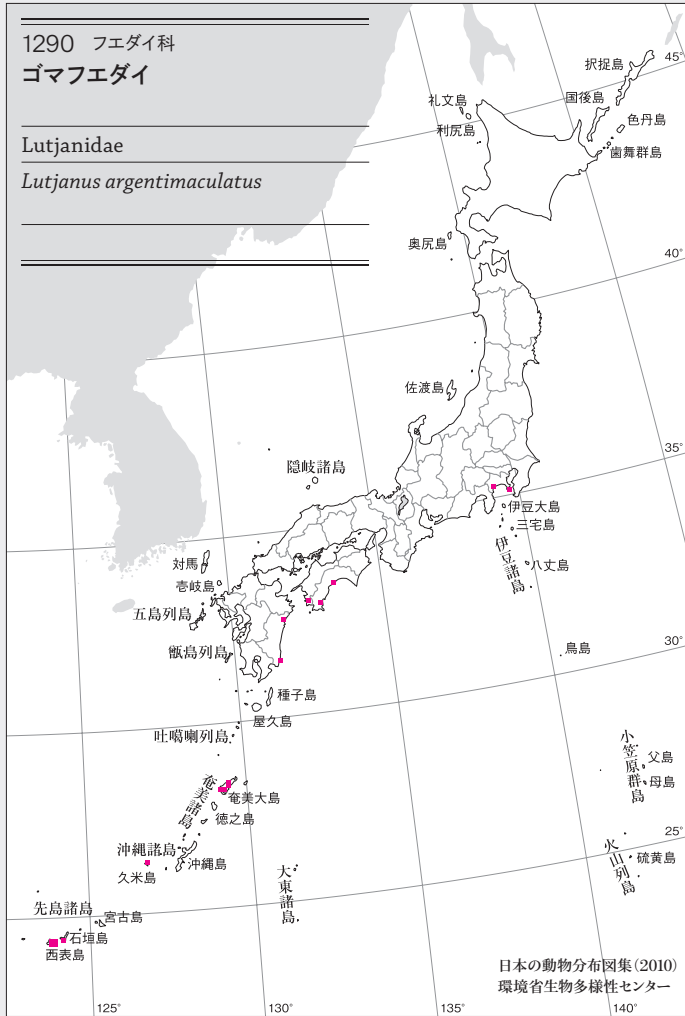 1290 フエダイ科
ゴマフエダイ
Lutjanidae
Lutjanus argentimaculatus
45°
択捉島
国後島
礼文島
色丹島
利尻島
歯舞群島
奥尻島
40°
佐渡島
35°
隠岐諸島
伊豆大島
三宅島
伊豆諸島
八丈島
対馬
壱岐島
五島列島
甑島列島
鳥島
30°
種子島
屋久島
吐噶喇列島
小笠原群島
父島
母島
奄美諸島
奄美大島
徳之島
25°
沖縄諸島
沖縄島
久米島
火山列島
硫黄島
大東諸島
先島諸島
宮古島
石垣島
西表島
日本の動物分布図集(2010)
環境省生物多様性センター
125°
130°
135°
140°